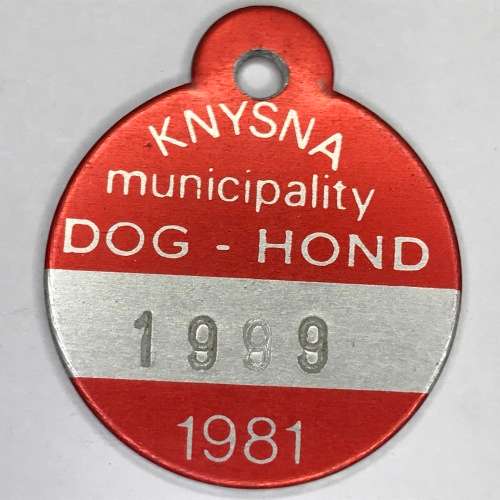 KNYSNA
municipality
DOG - HOND
1999
1981